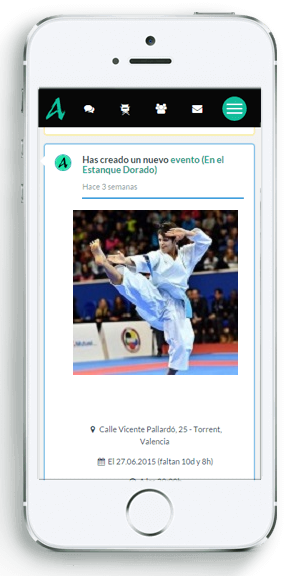 Has creado un nuevo evento (En el
Estanque Dorado)
Hace 3 semanas
Calle Vicente Pallardó, 25 - Torrent,
Valencia
El 27.06.2015 (faltan 10d y 8h)